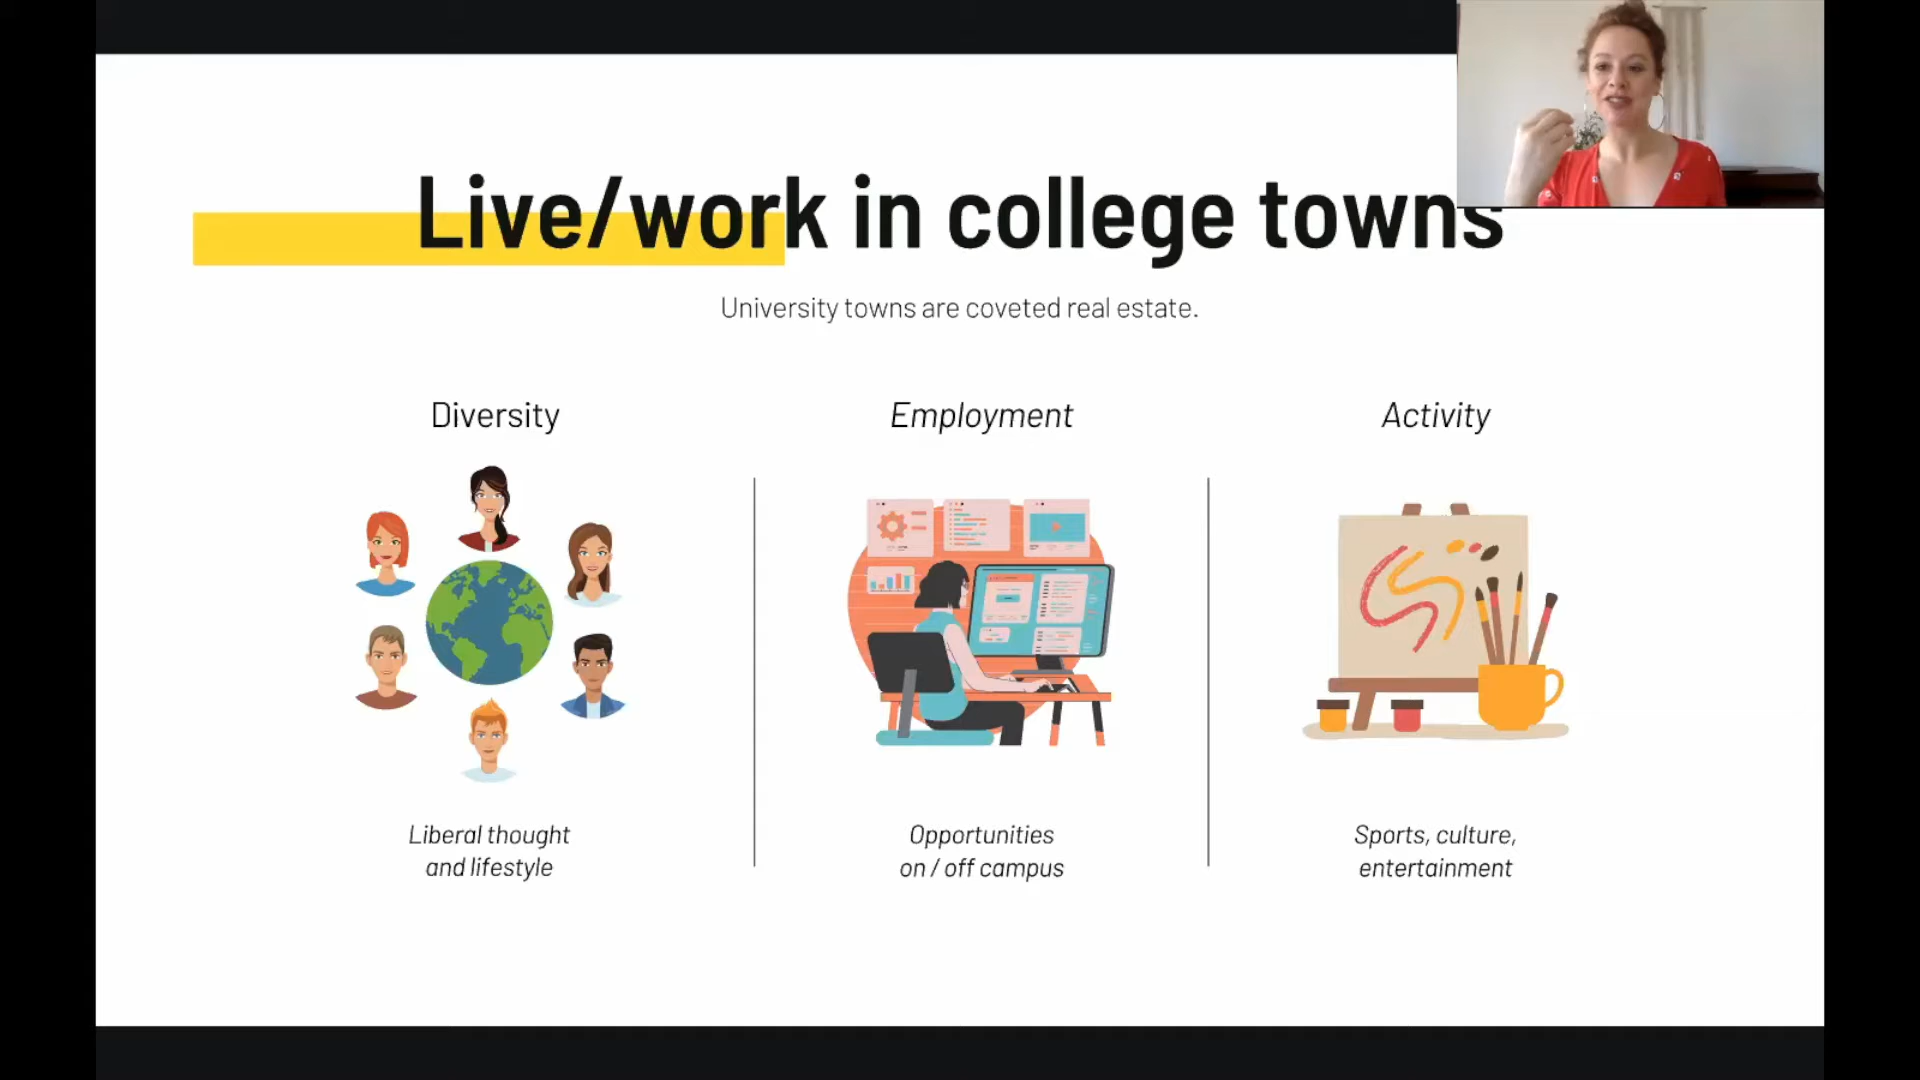 Live/work in college towns
University towns are coveted real estate.
Diversity
Employment
Activity
Liberal thought
and lifestyle
Opportunities
on / off campus
Sports, culture,
entertainment